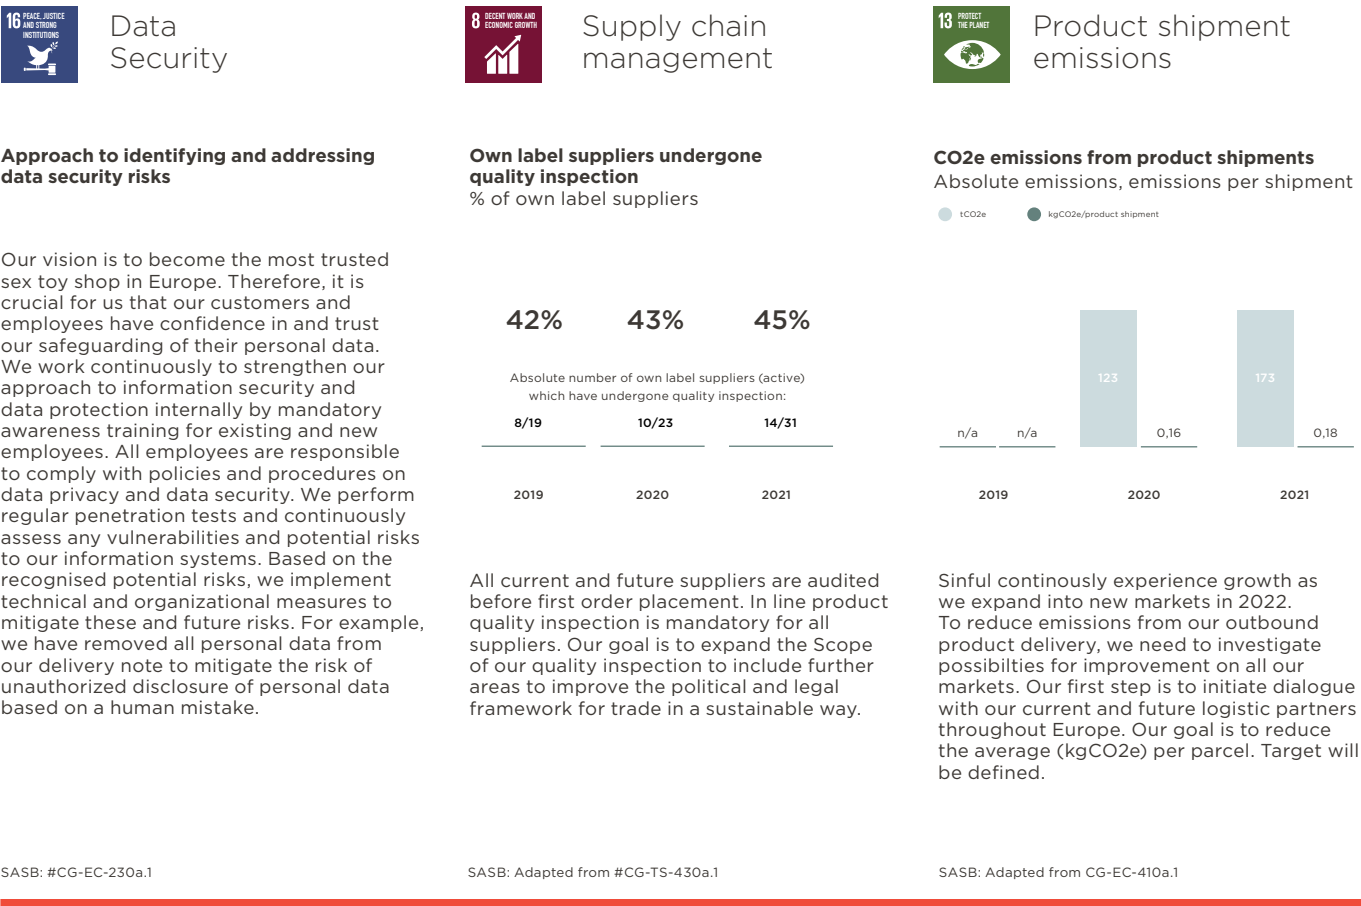 16 PEACE, JUSTICE
AND STRONG
INSTITUTIONS
Data
Security
Approach to identifying and addressing
data security risks
Our vision is to become the most trusted
sex toy shop in Europe. Therefore, it is
crucial for us that our customers and
employees have confidence in and trust
our safeguarding of their personal data.
We work continuously to strengthen our
approach to information security and
data protection internally by mandatory
awareness training for existing and new
employees. All employees are responsible
to comply with policies and procedures on
data privacy and data security. We perform
regular penetration tests and continuously
assess any vulnerabilities and potential risks
to our information systems. Based on the
recognised potential risks, we implement
technical and organizational measures to
mitigate these and future risks. For example,
we have removed all personal data from
our delivery note to mitigate the risk of
unauthorized disclosure of personal data
based on a human mistake.
SASB: #CG-EC-230a.1
8 DECENT WORK AND
ECONOMIC GROWTH
Supply chain
management
Own label suppliers undergone
quality inspection
% of own label suppliers
42% 43% 45%
Absolute number of own label suppliers (active)
which have undergone quality inspection:
8/19 10/23 14/31
2019 2020 2021
All current and future suppliers are audited
before first order placement. In line product
quality inspection is mandatory for all
suppliers. Our goal is to expand the Scope
of our quality inspection to include further
areas to improve the political and legal
framework for trade in a sustainable way.
SASB: Adapted from #CG-TS-430a.1
13 PROTECT
THE PLANET
Product shipment
emissions
CO2e emissions from product shipments
Absolute emissions, emissions per shipment
tCO2e kgCO2e/product shipment
123 173
n/a n/a 0,16 0,18
2019 2020 2021
Sinful continously experience growth as
we expand into new markets in 2022.
To reduce emissions from our outbound
product delivery, we need to investigate
possibilties for improvement on all our
markets. Our first step is to initiate dialogue
with our current and future logistic partners
throughout Europe. Our goal is to reduce
the average (kgCO2e) per parcel. Target will
be defined.
SASB: Adapted from CG-EC-410a.1